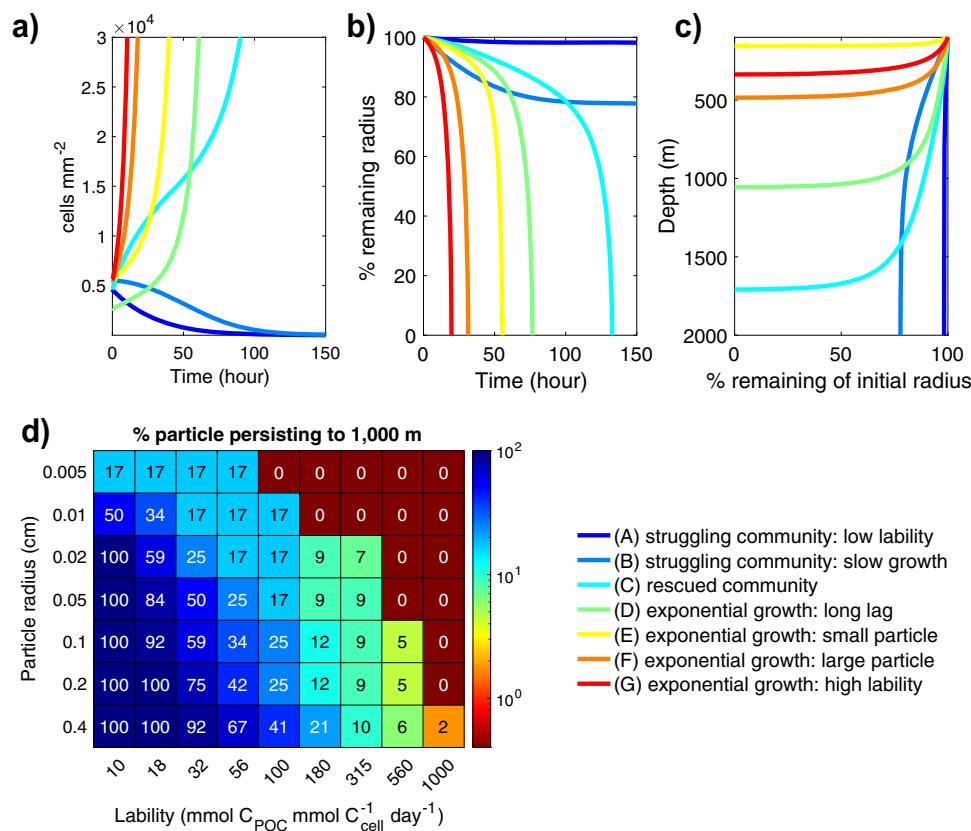 a)
×10⁴
3
2.5
2
1.5
1
0.5
cells mm⁻²
0 50 100 150
Time (hour)
b)
100
80
60
40
20
0
% remaining radius
0 50 100 150
Time (hour)
c)
500
1000
1500
2000
Depth (m)
0 50 100
% remaining of initial radius
d)
% particle persisting to 1,000 m
Particle radius (cm)
0.005 17 17 17 17 0 0 0 0 0
0.01 50 34 17 17 17 0 0 0 0
0.02 100 59 25 17 17 9 7 0 0
0.05 100 84 50 25 17 9 9 0 0
0.1 100 92 59 34 25 12 9 5 0
0.2 100 100 75 42 25 12 9 5 0
0.4 100 100 92 67 41 21 10 6 2
10 18 32 56 100 180 315 560 1000
Lability (mmol C_POC mmol C_cell⁻¹ day⁻¹)
10²
10¹
10⁰
(A) struggling community: low lability
(B) struggling community: slow growth
(C) rescued community
(D) exponential growth: long lag
(E) exponential growth: small particle
(F) exponential growth: large particle
(G) exponential growth: high lability